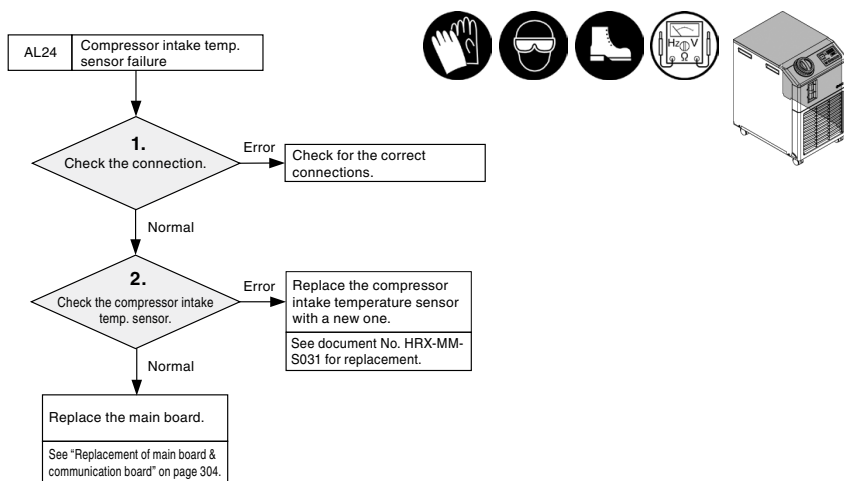 AL24
Compressor intake temp.
sensor failure
Hz V
Ω
1.
Check the connection.
Error
Check for the correct
connections.
Normal
2.
Check the compressor intake
temp. sensor.
Error
Replace the compressor
intake temperature sensor
with a new one.
See document No. HRX-MM-
S031 for replacement.
Normal
Replace the main board.
See “Replacement of main board &
communication board” on page 304.